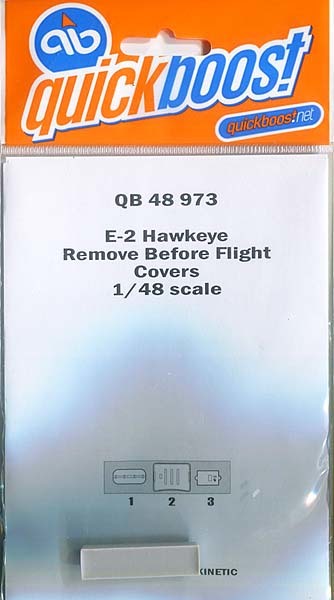 quickboost
quickboost.net
QB 48 973
E-2 Hawkeye
Remove Before Flight
Covers
1/48 scale
1 2 3
KINETIC